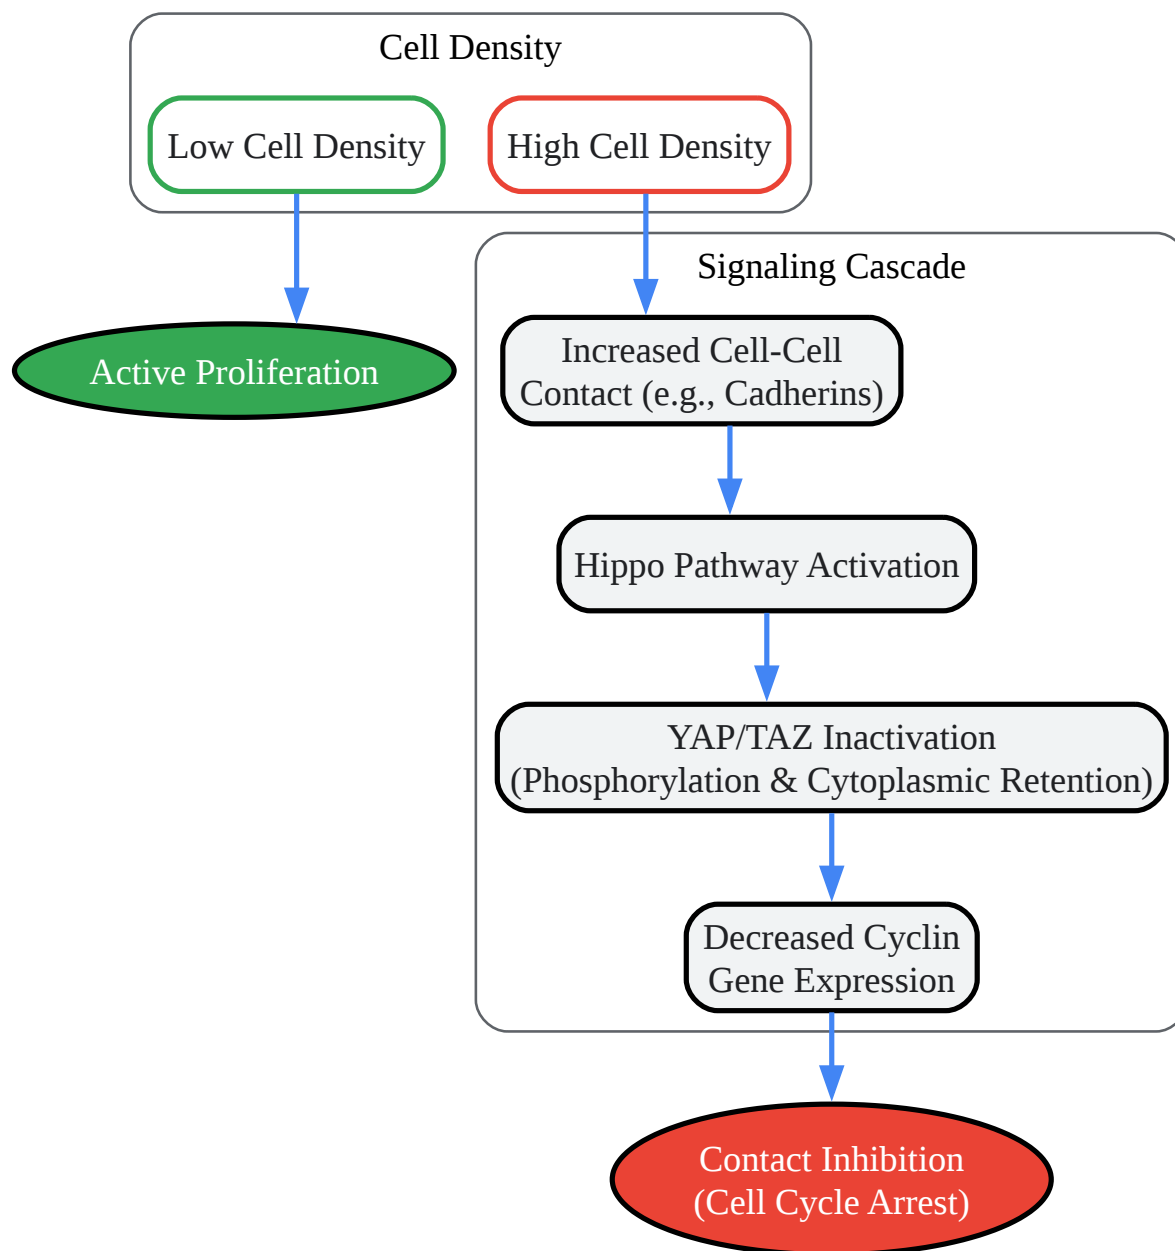 Cell Density
Low Cell Density
High Cell Density
Signaling Cascade
Active Proliferation
Increased Cell-Cell
Contact (e.g., Cadherins)
Hippo Pathway Activation
YAP/TAZ Inactivation
(Phosphorylation & Cytoplasmic Retention)
Decreased Cyclin
Gene Expression
Contact Inhibition
(Cell Cycle Arrest)